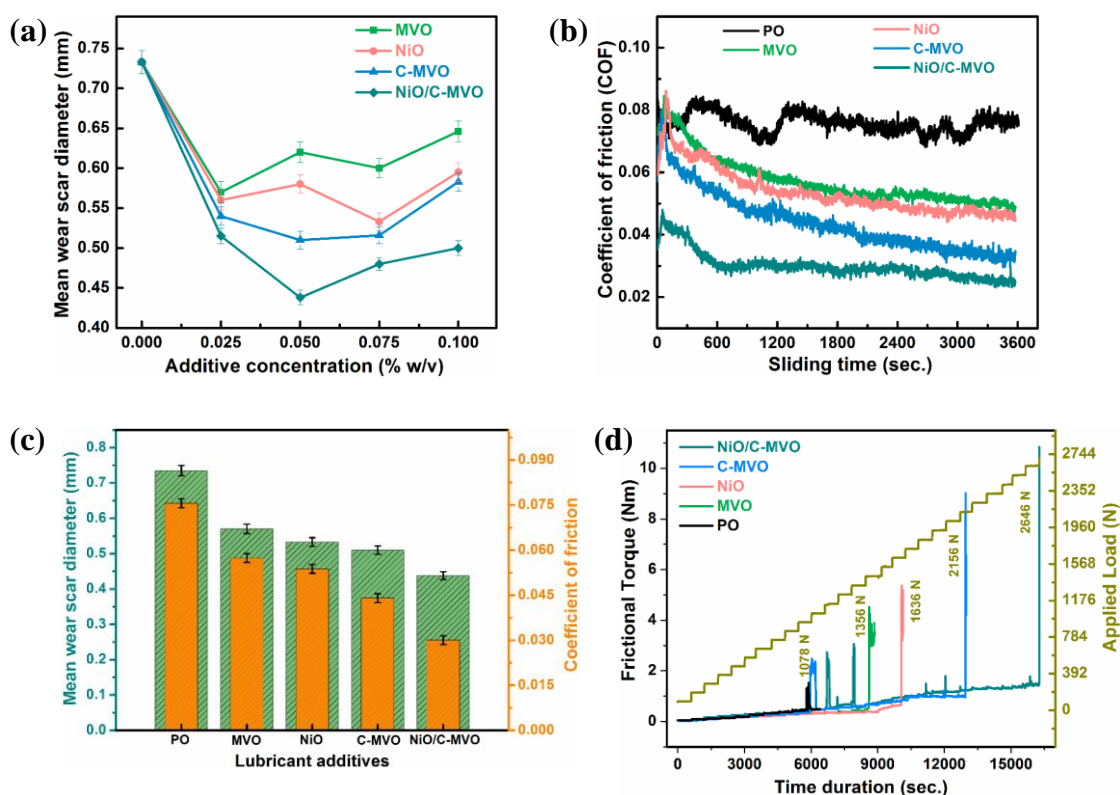 (a)
MVO
NiO
C-MVO
NiO/C-MVO
Mean wear scar diameter (mm)
0.75
0.70
0.65
0.60
0.55
0.50
0.45
0.40
0.000 0.025 0.050 0.075 0.100
Additive concentration (% w/v)
(b)
PO
MVO
NiO
C-MVO
NiO/C-MVO
Coefficient of friction (COF)
0.10
0.08
0.06
0.04
0.02
0 600 1200 1800 2400 3000 3600
Sliding time (sec.)
(c)
Mean wear scar diameter (mm)
0.8
0.7
0.6
0.5
0.4
0.3
0.2
0.1
0.0
PO MVO NiO C-MVO NiO/C-MVO
Lubricant additives
0.090
0.075
0.060
0.045
0.030
0.015
0.000
Coefficient of friction
(d)
NiO/C-MVO
C-MVO
NiO
MVO
PO
Frictional Torque (Nm)
10
8
6
4
2
0
1078 N
1356 N
1636 N
2156 N
2646 N
0 3000 6000 9000 12000 15000
Time duration (sec.)
2744
2352
1960
1568
1176
784
392
0
Applied Load (N)